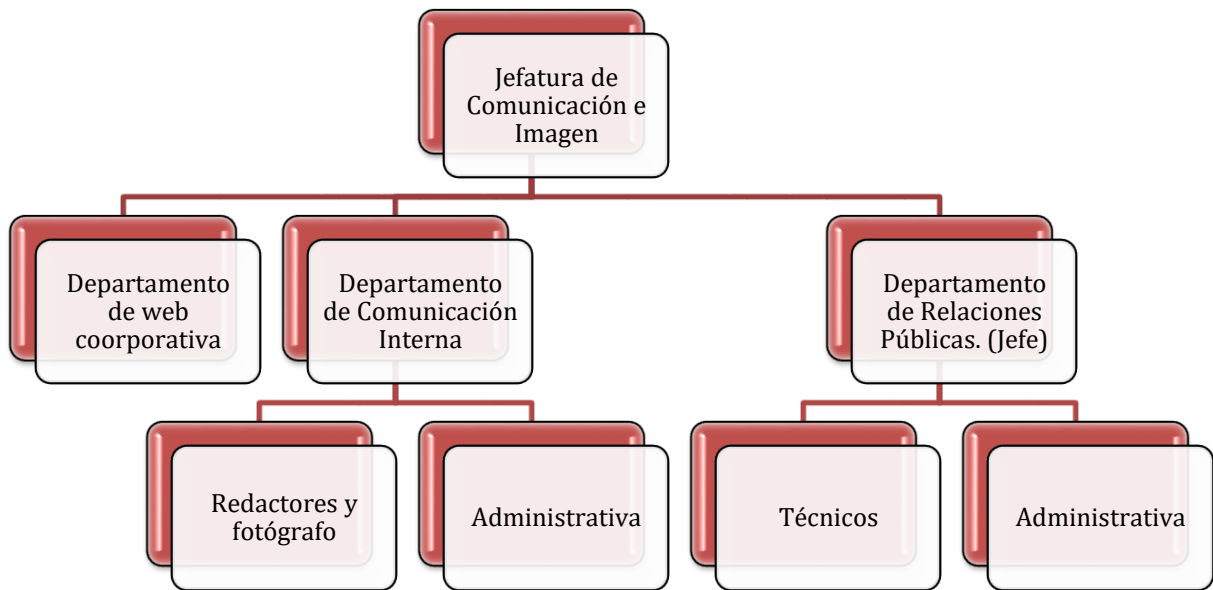 Jefatura de
Comunicación e
Imagen
Departamento
de web
coorporativa
Departamento
de Comunicación
Interna
Departamento
de Relaciones
Públicas. (Jefe)
Redactores y
fotógrafo
Administrativa
Técnicos
Administrativa